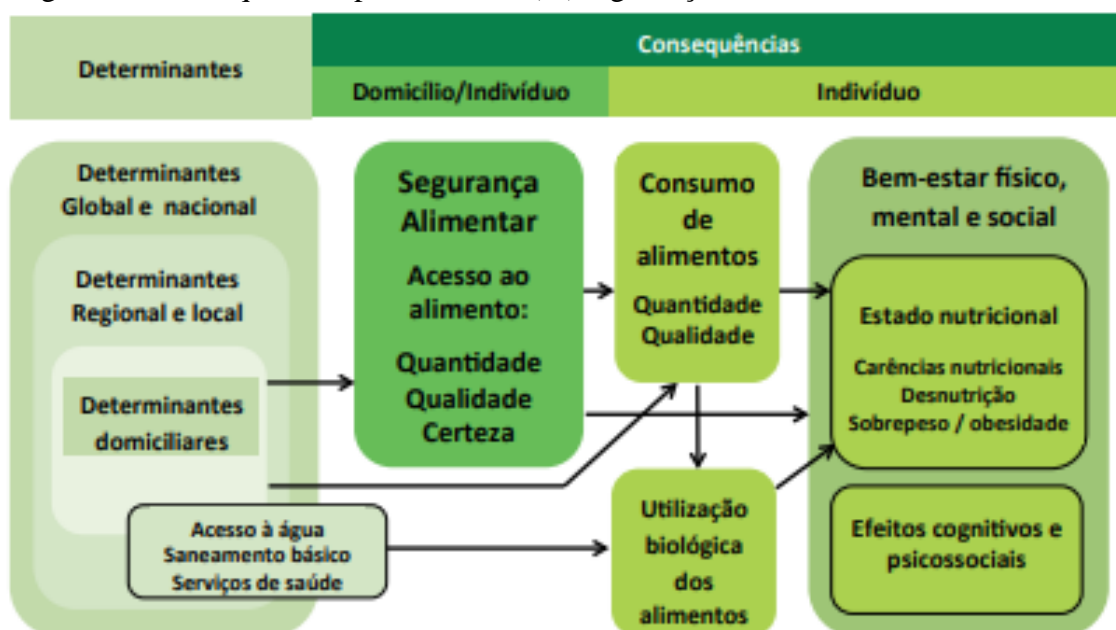 Determinantes
Consequências
Domicílio/Indivíduo
Indivíduo
Determinantes
Global e nacional
Determinantes
Regional e local
Determinantes
domiciliares
Acesso à água
Saneamento básico
Serviços de saúde
Segurança
Alimentar
Acesso ao
alimento:
Quantidade
Qualidade
Certeza
Consumo
de
alimentos
Quantidade
Qualidade
Utilização
biológica
dos
alimentos
Bem-estar físico,
mental e social
Estado nutricional
Carências nutricionais
Desnutrição
Sobrepeso / obesidade
Efeitos cognitivos e
psicossociais